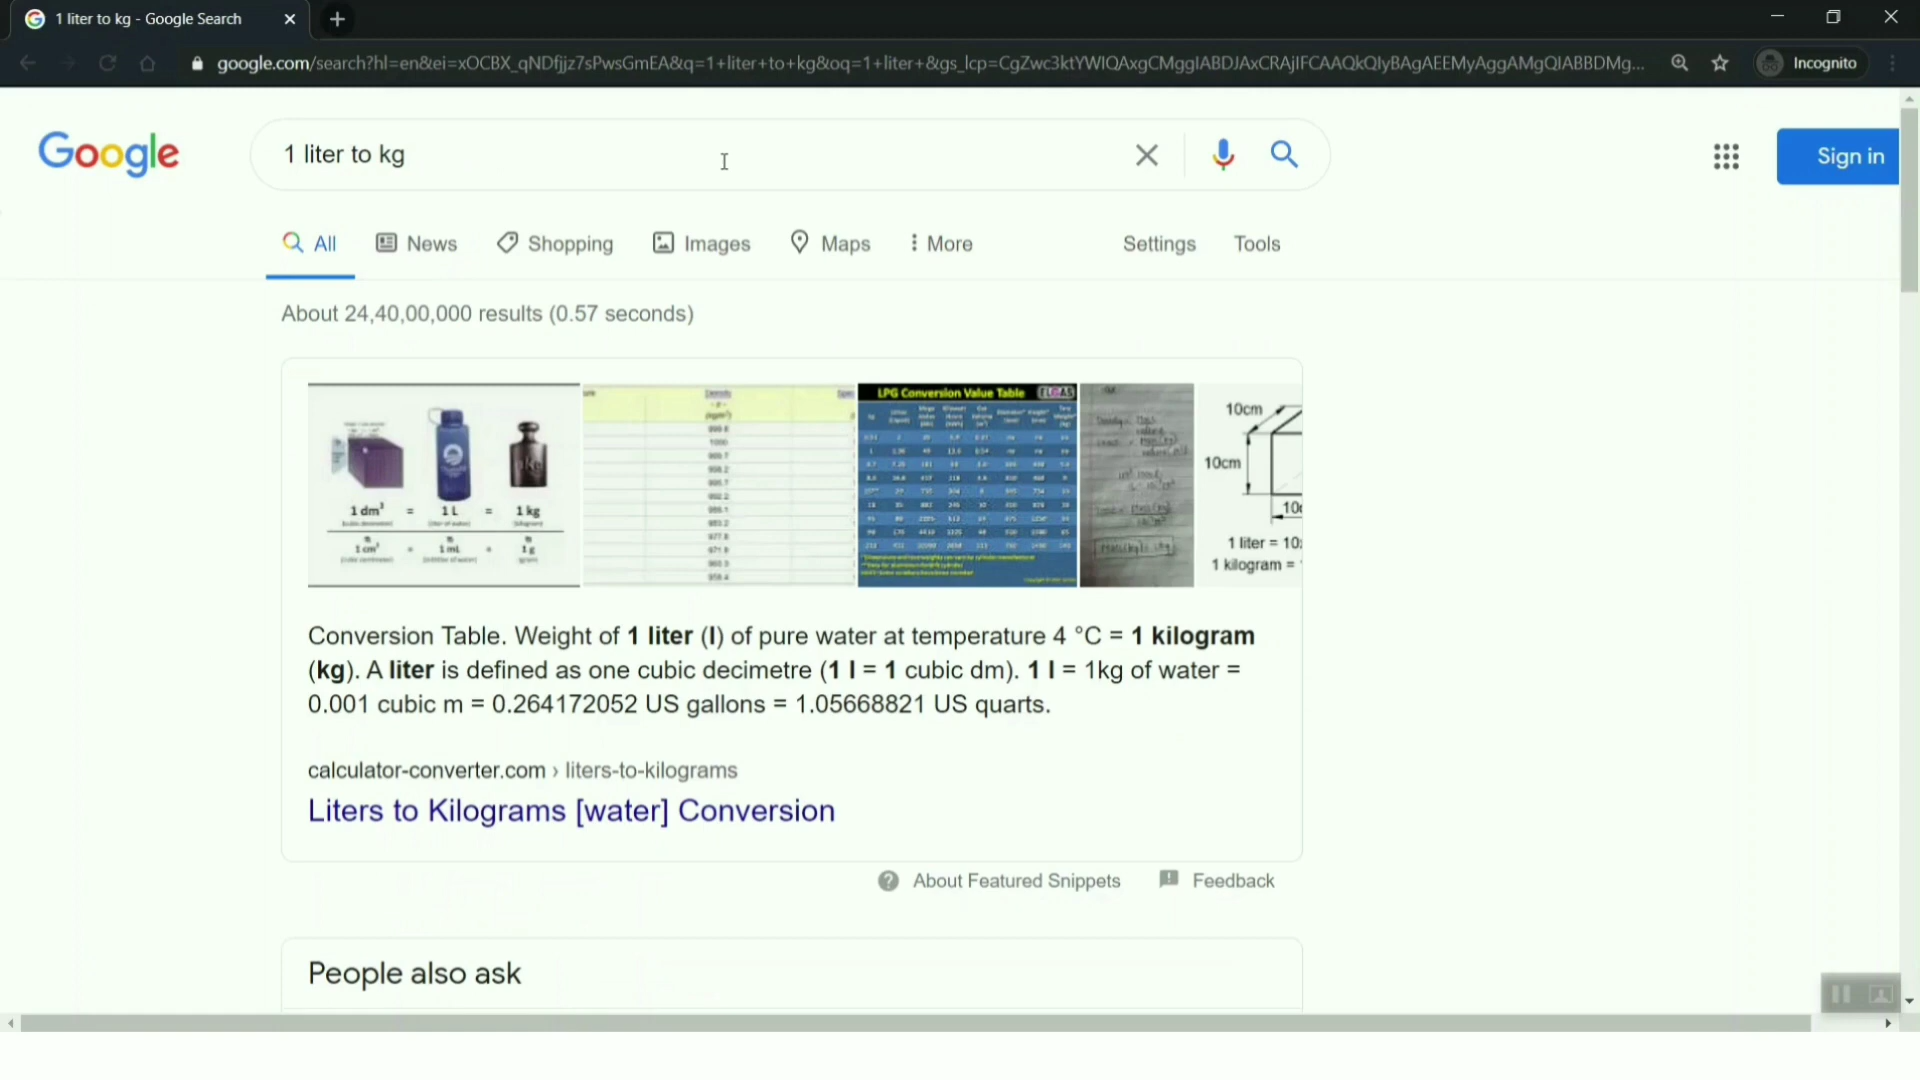 1 liter to kg - Google Search
google.com/search?hl=en&ei=xOCBX_qNDfjjz7sPwsGmEA&q=1+liter+to+kg&oq=1+liter+&gs_lcp=CgZwc3ktYWIQAxgCMggIABDJAxCRAjIFCAAQkQIyBAgAEEMyAggAMgQIABBDMg...
Incognito
Google
1 liter to kg
Sign in
All News Shopping Images Maps More Settings Tools
About 24,40,00,000 results (0.57 seconds)
1 dm³ = 1 L = 1 kg
1 cm³ = 1 mL = 1 g
LPG Conversion Value Table ELGAS
10cm
10cm
1 liter = 10
1 kilogram =
Conversion Table. Weight of 1 liter (l) of pure water at temperature 4 °C = 1 kilogram
(kg). A liter is defined as one cubic decimetre (1 l = 1 cubic dm). 1 l = 1kg of water =
0.001 cubic m = 0.264172052 US gallons = 1.05668821 US quarts.
calculator-converter.com › liters-to-kilograms
Liters to Kilograms [water] Conversion
About Featured Snippets Feedback
People also ask